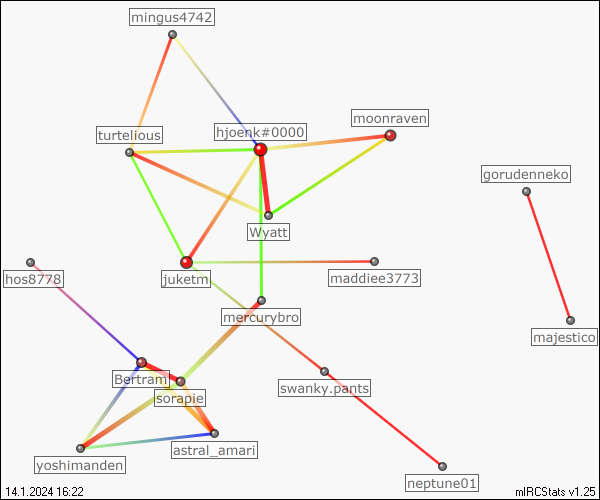 mingus4742
moonraven
turtelious
hjoenk#0000
gorudenneko
Wyatt
hos8778
juketm
maddiee3773
mercurybro
majestico
Bertram
sorapie
swanky.pants
astral_amari
yoshimanden
neptune01
14.1.2024 16:22
mIRCStats v1.25